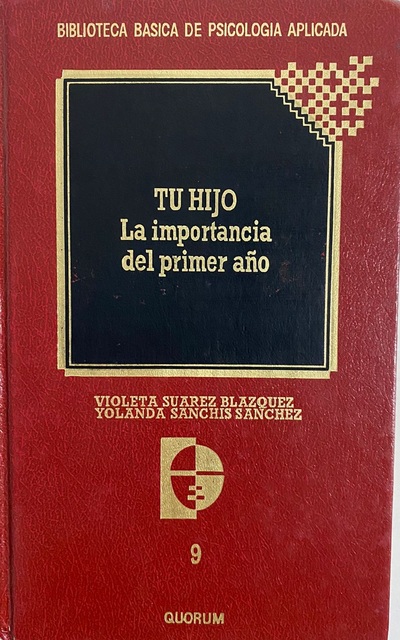 BIBLIOTECA BASICA DE PSICOLOGIA APLICADA
TU HIJO
La importancia
del primer año
VIOLETA SUAREZ BLAZQUEZ
YOLANDA SANCHIS SANCHEZ
9
QUORUM